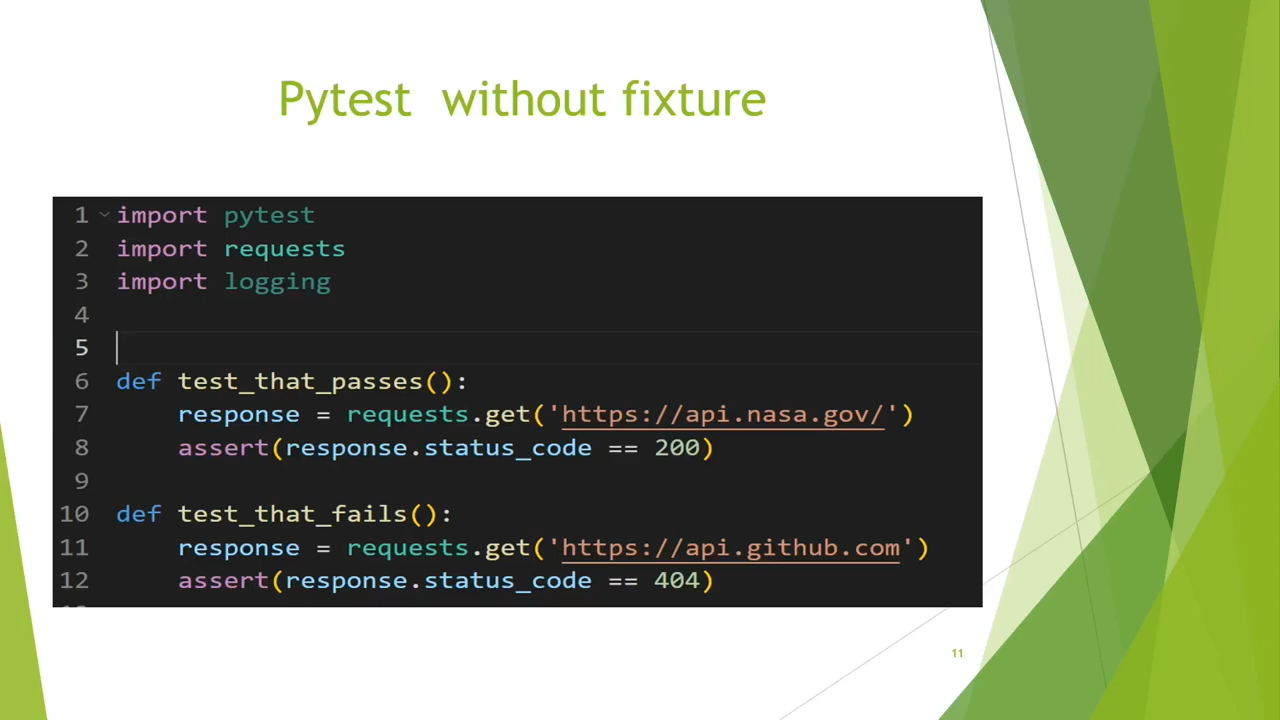 Pytest  without fixture
1 import pytest
2 import requests
3 import logging
4
5
6 def test_that_passes():
7     response = requests.get('https://api.nasa.gov/')
8     assert(response.status_code == 200)
9
10 def test_that_fails():
11     response = requests.get('https://api.github.com')
12     assert(response.status_code == 404)
11